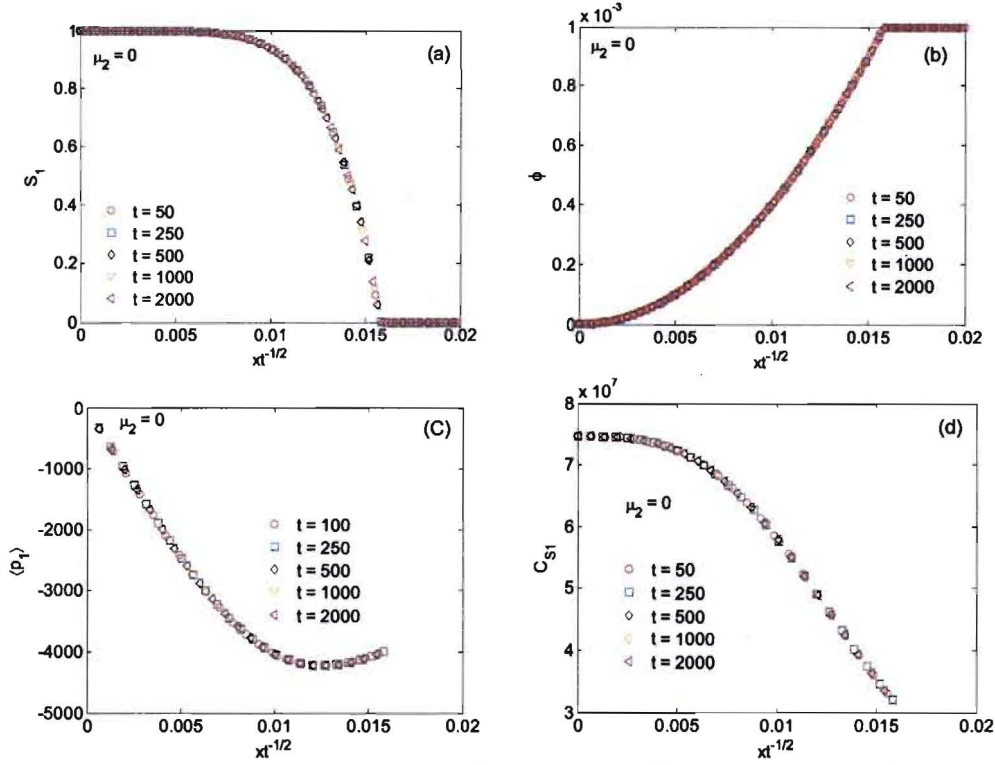 1
0.8
0.6
0.4
0.2
0
S1
μ2 = 0
(a)
t = 50
t = 250
t = 500
t = 1000
t = 2000
0 0.005 0.01 0.015 0.02
xt-1/2
x 10-3
1
0.8
0.6
0.4
0.2
0
ϕ
μ2 = 0
(b)
t = 50
t = 250
t = 500
t = 1000
t = 2000
0 0.005 0.01 0.015 0.02
xt-1/2
0
-1000
-2000
-3000
-4000
-5000
⟨p1⟩
μ2 = 0
(C)
t = 100
t = 250
t = 500
t = 1000
t = 2000
0 0.005 0.01 0.015 0.02
xt-1/2
x 107
8
7
6
5
4
3
CS1
μ2 = 0
(d)
t = 50
t = 250
t = 500
t = 1000
t = 2000
0 0.005 0.01 0.015 0.02
xt-1/2